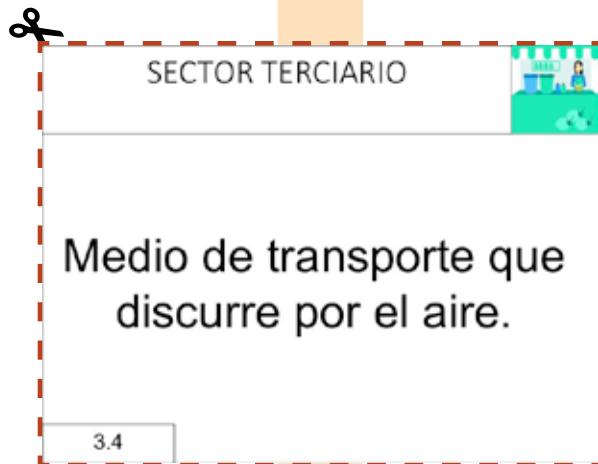 SECTOR TERCIARIO
Medio de transporte que
discurre por el aire.
3.4